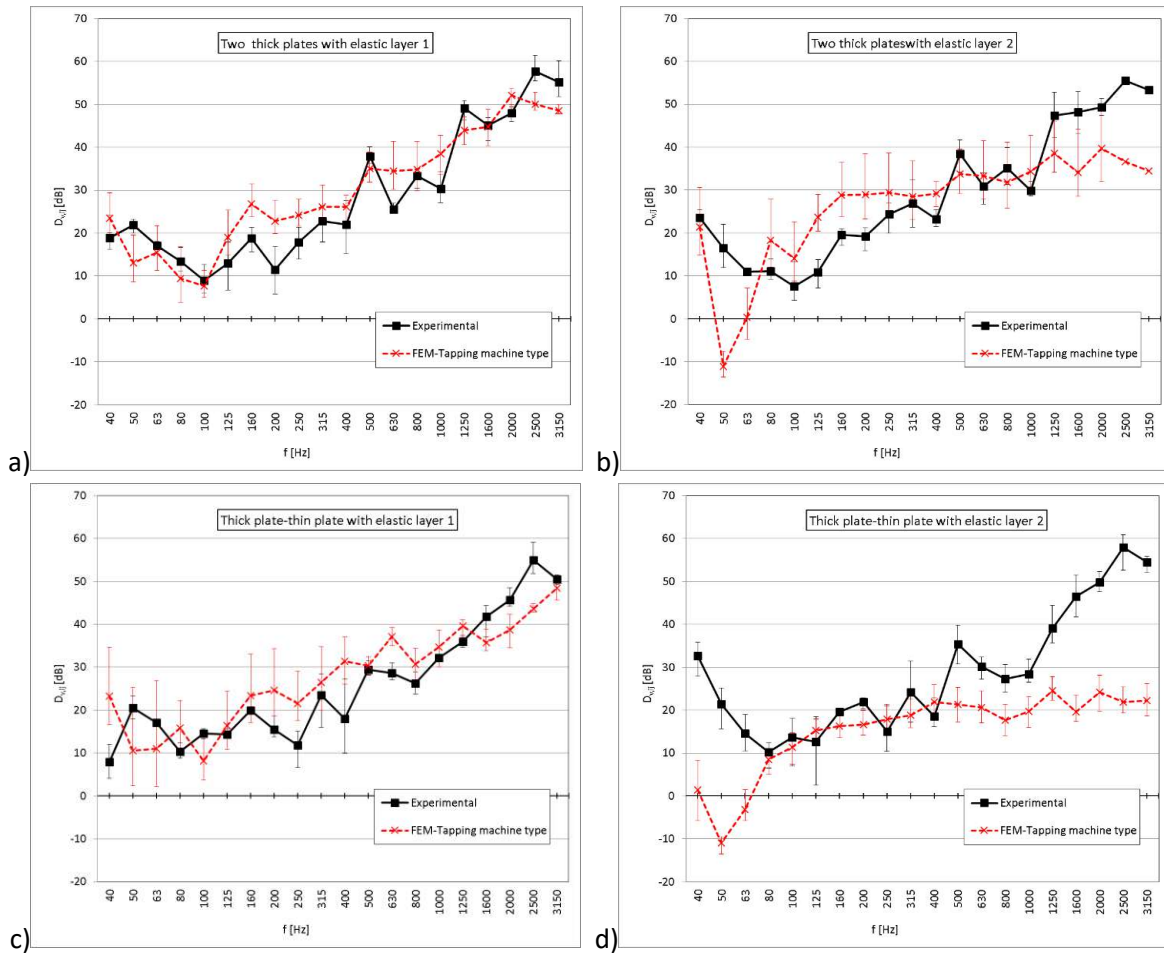 70
60
50
40
30
20
10
0
-10
-20
Dv,ij [dB]
Two thick plates with elastic layer 1
Experimental
FEM-Tapping machine type
40 50 63 80 100 125 160 200 250 315 400 500 630 800 1000 1250 1600 2000 2500 3150
f [Hz]
a)
70
60
50
40
30
20
10
0
-10
-20
Dv,ij [dB]
Two thick plateswith elastic layer 2
Experimental
FEM-Tapping machine type
40 50 63 80 100 125 160 200 250 315 400 500 630 800 1000 1250 1600 2000 2500 3150
f [Hz]
b)
70
60
50
40
30
20
10
0
-10
-20
Dv,ij [dB]
Thick plate-thin plate with elastic layer 1
Experimental
FEM-Tapping machine type
40 50 63 80 100 125 160 200 250 315 400 500 630 800 1000 1250 1600 2000 2500 3150
f [Hz]
c)
70
60
50
40
30
20
10
0
-10
-20
Dv,ij [dB]
Thick plate-thin plate with elastic layer 2
Experimental
FEM-Tapping machine type
40 50 63 80 100 125 160 200 250 315 400 500 630 800 1000 1250 1600 2000 2500 3150
f [Hz]
d)